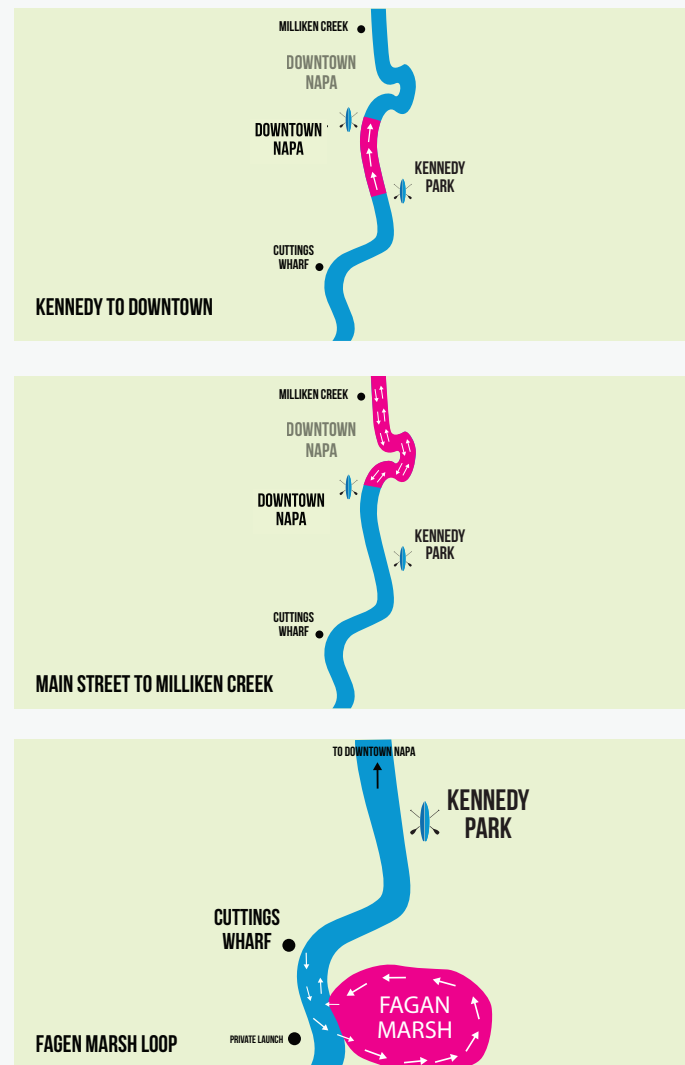 MILLIKEN CREEK
DOWNTOWN
NAPA
DOWNTOWN
NAPA
KENNEDY
PARK
CUTTINGS
WHARF
KENNEDY TO DOWNTOWN
MILLIKEN CREEK
DOWNTOWN
NAPA
DOWNTOWN
NAPA
KENNEDY
PARK
CUTTINGS
WHARF
MAIN STREET TO MILLIKEN CREEK
TO DOWNTOWN NAPA
KENNEDY
PARK
CUTTINGS
WHARF
FAGAN
MARSH
PRIVATE LAUNCH
FAGEN MARSH LOOP